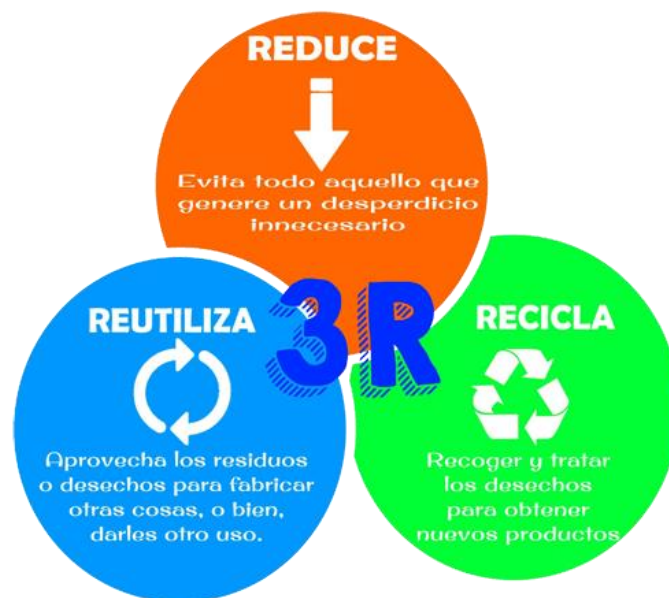 REDUCE
Evita todo aquello que
genere un desperdicio
innecesario
3R
REUTILIZA
Aprovecha los residuos
o desechos para fabricar
otras cosas, o bien,
darles otro uso.
RECICLA
Recoger y tratar
los desechos
para obtener
nuevos productos